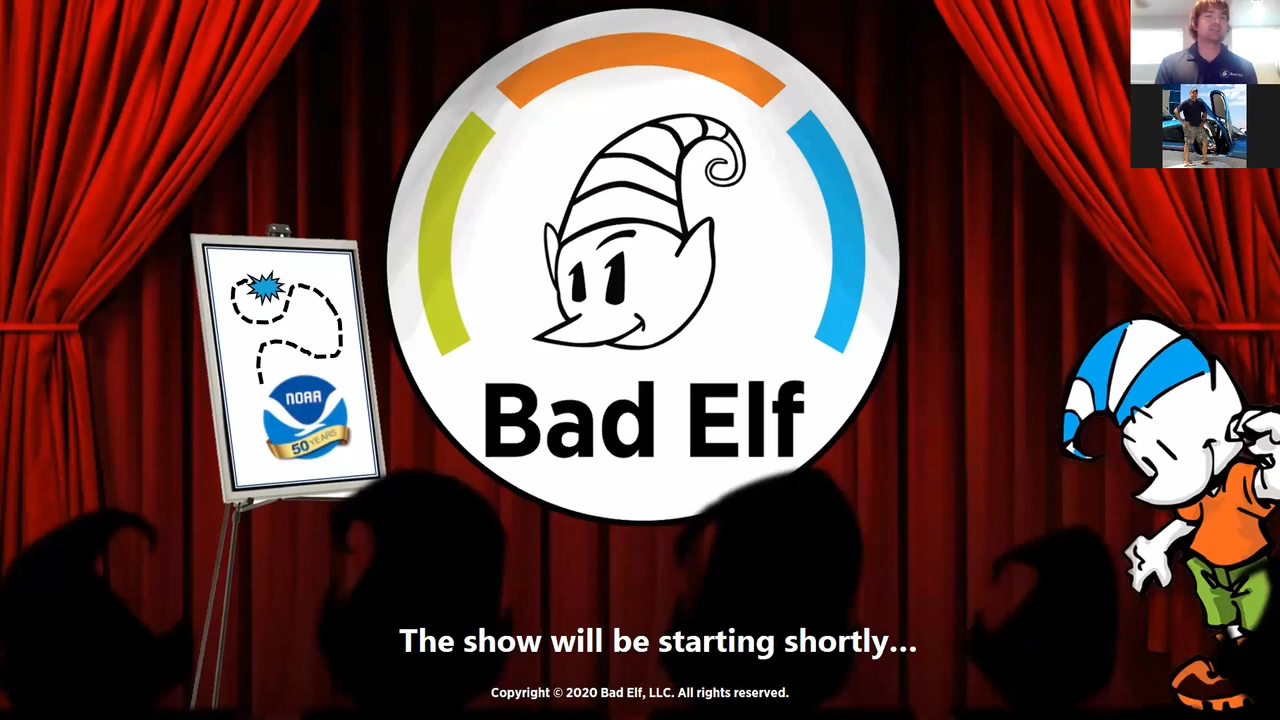 NOAA
50 YEARS
Bad Elf
The show will be starting shortly...
Copyright © 2020 Bad Elf, LLC. All rights reserved.